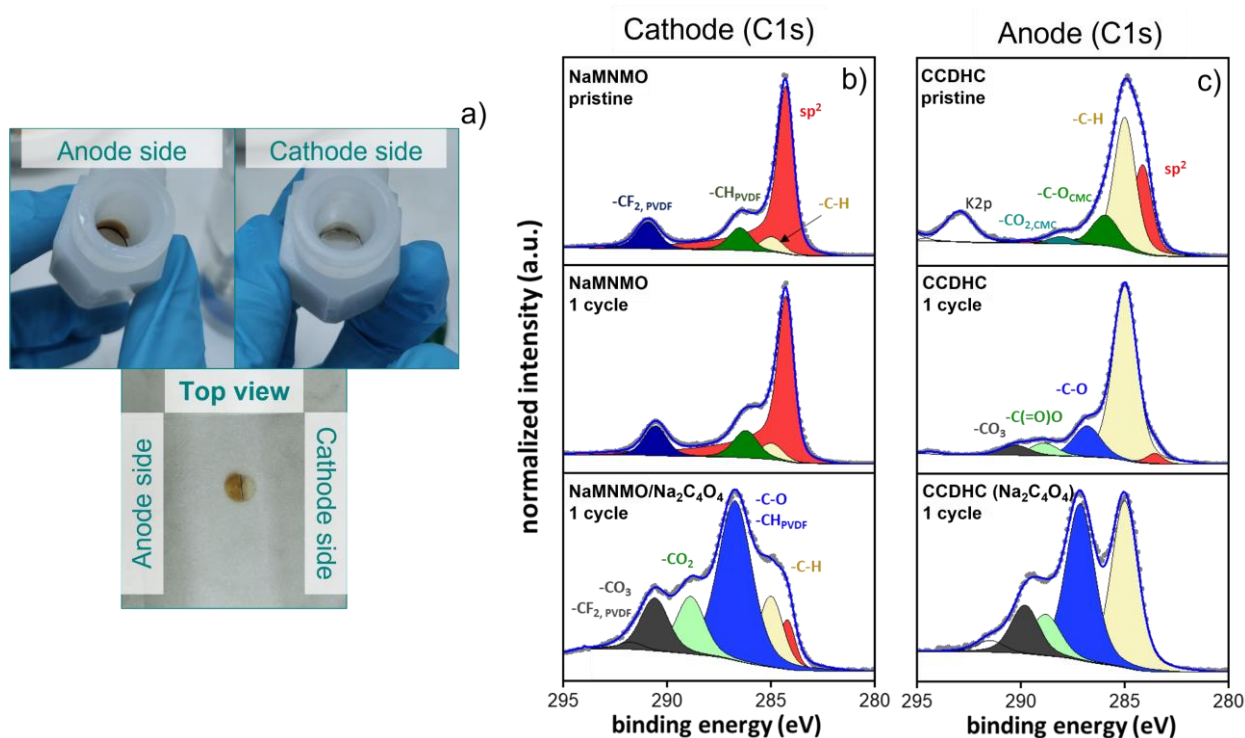 a)
Anode side
Cathode side
Top view
Anode side
Cathode side
Cathode (C1s)
Anode (C1s)
normalized intensity (a.u.)
b)
NaMNMO
pristine
sp²
-CF₂, PVDF
-CH_PVDF
-C-H
NaMNMO
1 cycle
NaMNMO/Na₂C₄O₄
1 cycle
-C-O
-CH_PVDF
-CO₂
-C-H
-CO₃
-CF₂, PVDF
295 290 285 280
binding energy (eV)
c)
CCDHC
pristine
-C-H
sp²
-C-O_CMC
K2p
-CO₂,CMC
CCDHC
1 cycle
-C-O
-C(=O)O
-CO₃
CCDHC (Na₂C₄O₄)
1 cycle
295 290 285 280
binding energy (eV)